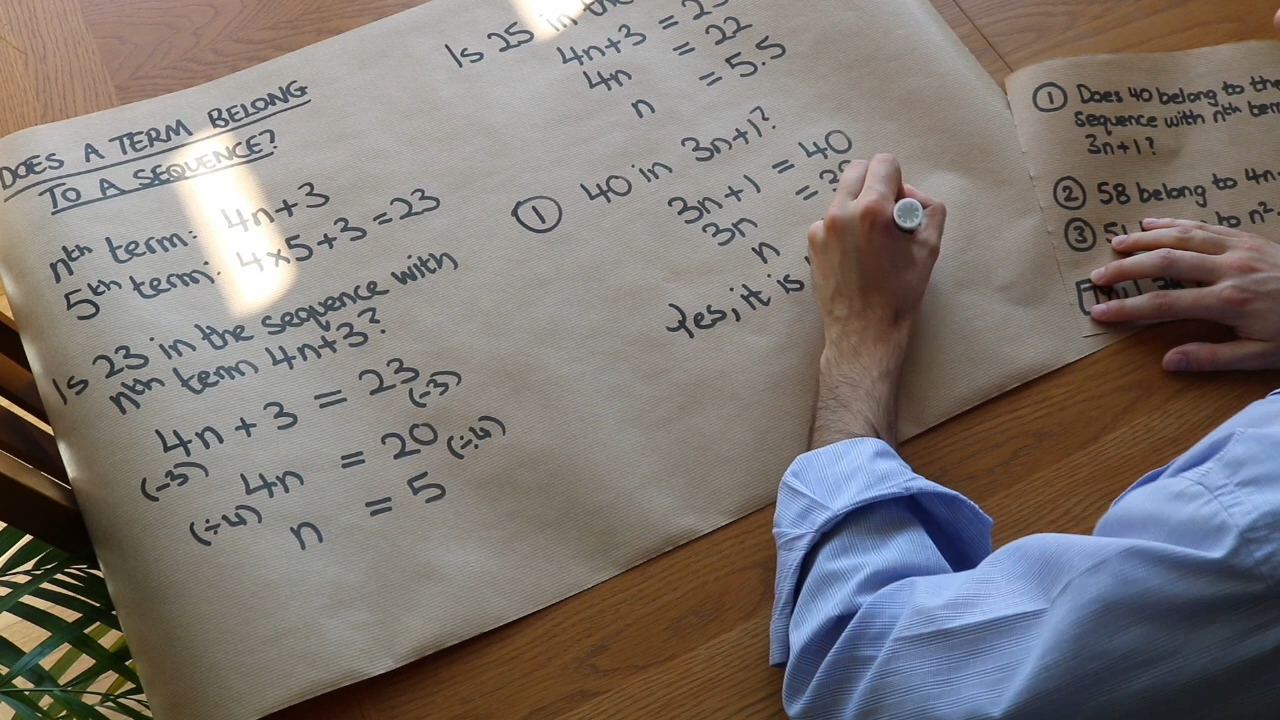 DOES A TERM BELONG
TO A SEQUENCE?
nth term: 4n+3
5th term: 4×5+3=23
Is 23 in the sequence with
nth term 4n+3?
4n+3 = 23
(-3) (-3)
4n = 20
(÷4) (÷4)
n = 5
Is 25 in the
4n+3 =
4n = 22
n = 5.5
① 40 in 3n+1?
3n+1 = 40
3n =
n
Yes, it is
① Does 40 belong to the
sequence with nth term
3n+1?
② 58 belong to 4n
③ to n²